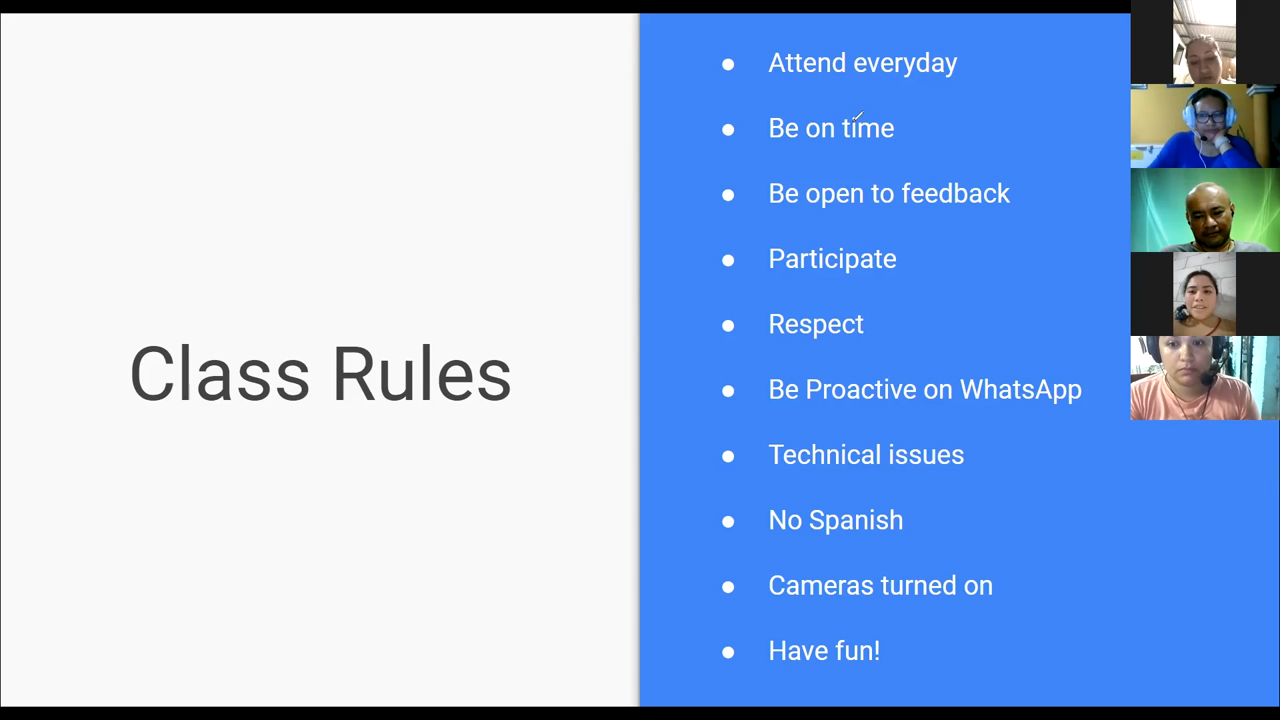 Class Rules
Attend everyday
Be on time
Be open to feedback
Participate
Respect
Be Proactive on WhatsApp
Technical issues
No Spanish
Cameras turned on
Have fun!